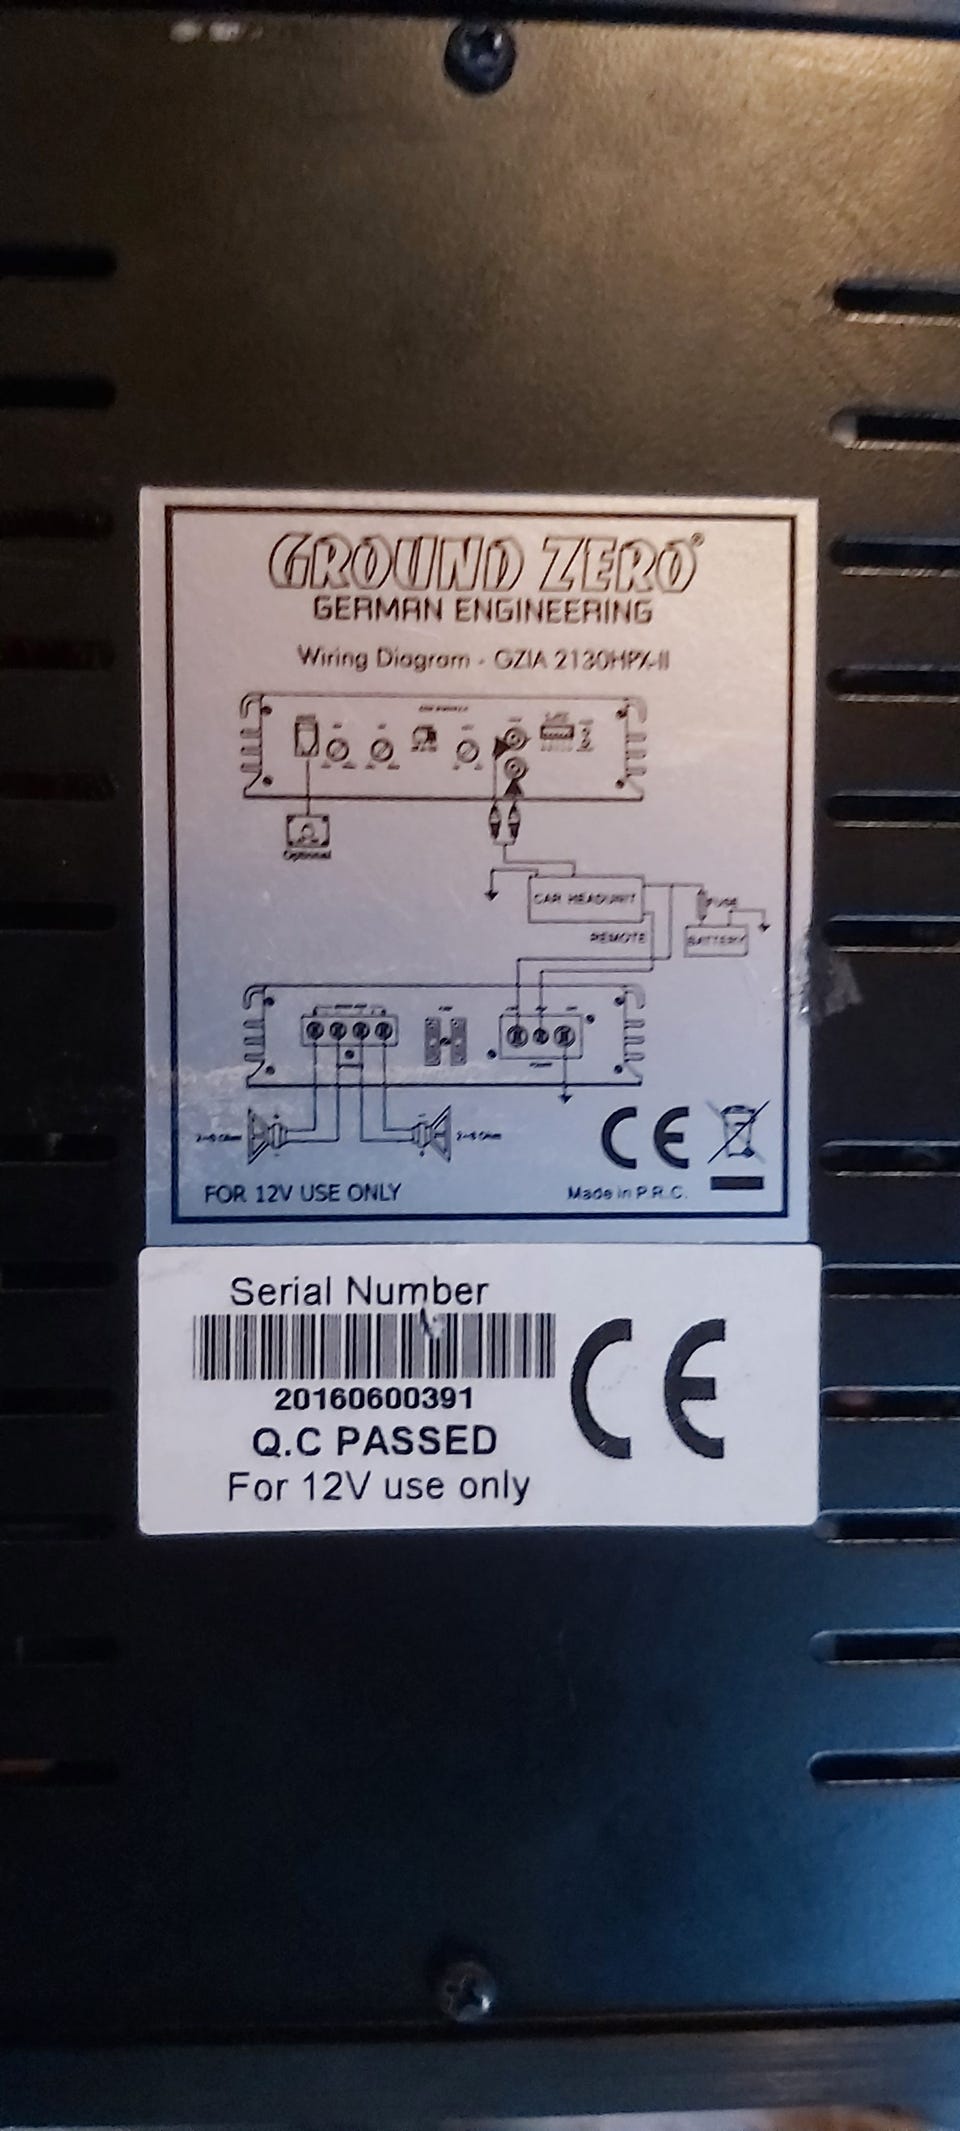 GROUND ZERO®
GERMAN ENGINEERING
Wiring Diagram - GZIA 2130HPX-II
Optional
CAR HEADUNIT
FUSE
REMOTE
BATTERY
CE
FOR 12V USE ONLY
Made in P.R.C.
Serial Number
20160600391
CE
Q.C PASSED
For 12V use only